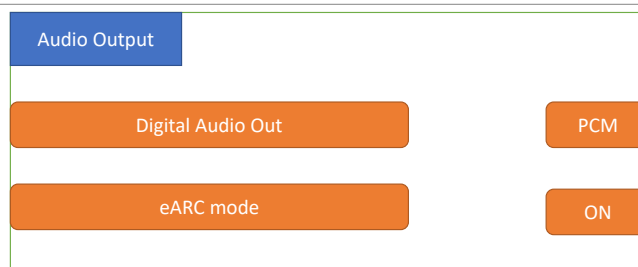 Audio Output
Digital Audio Out
PCM
eARC mode
ON